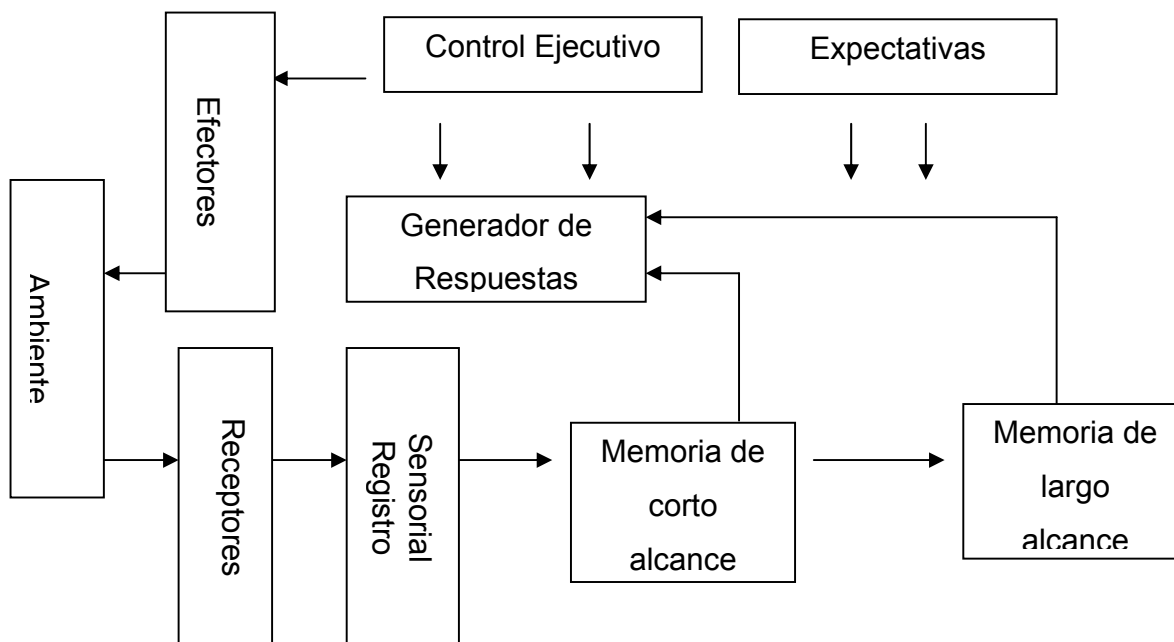 Control Ejecutivo
Expectativas
Efectores
Generador de
Respuestas
Ambiente
Receptores
Sensorial
Registro
Memoria de
corto
alcance
Memoria de
largo
alcance